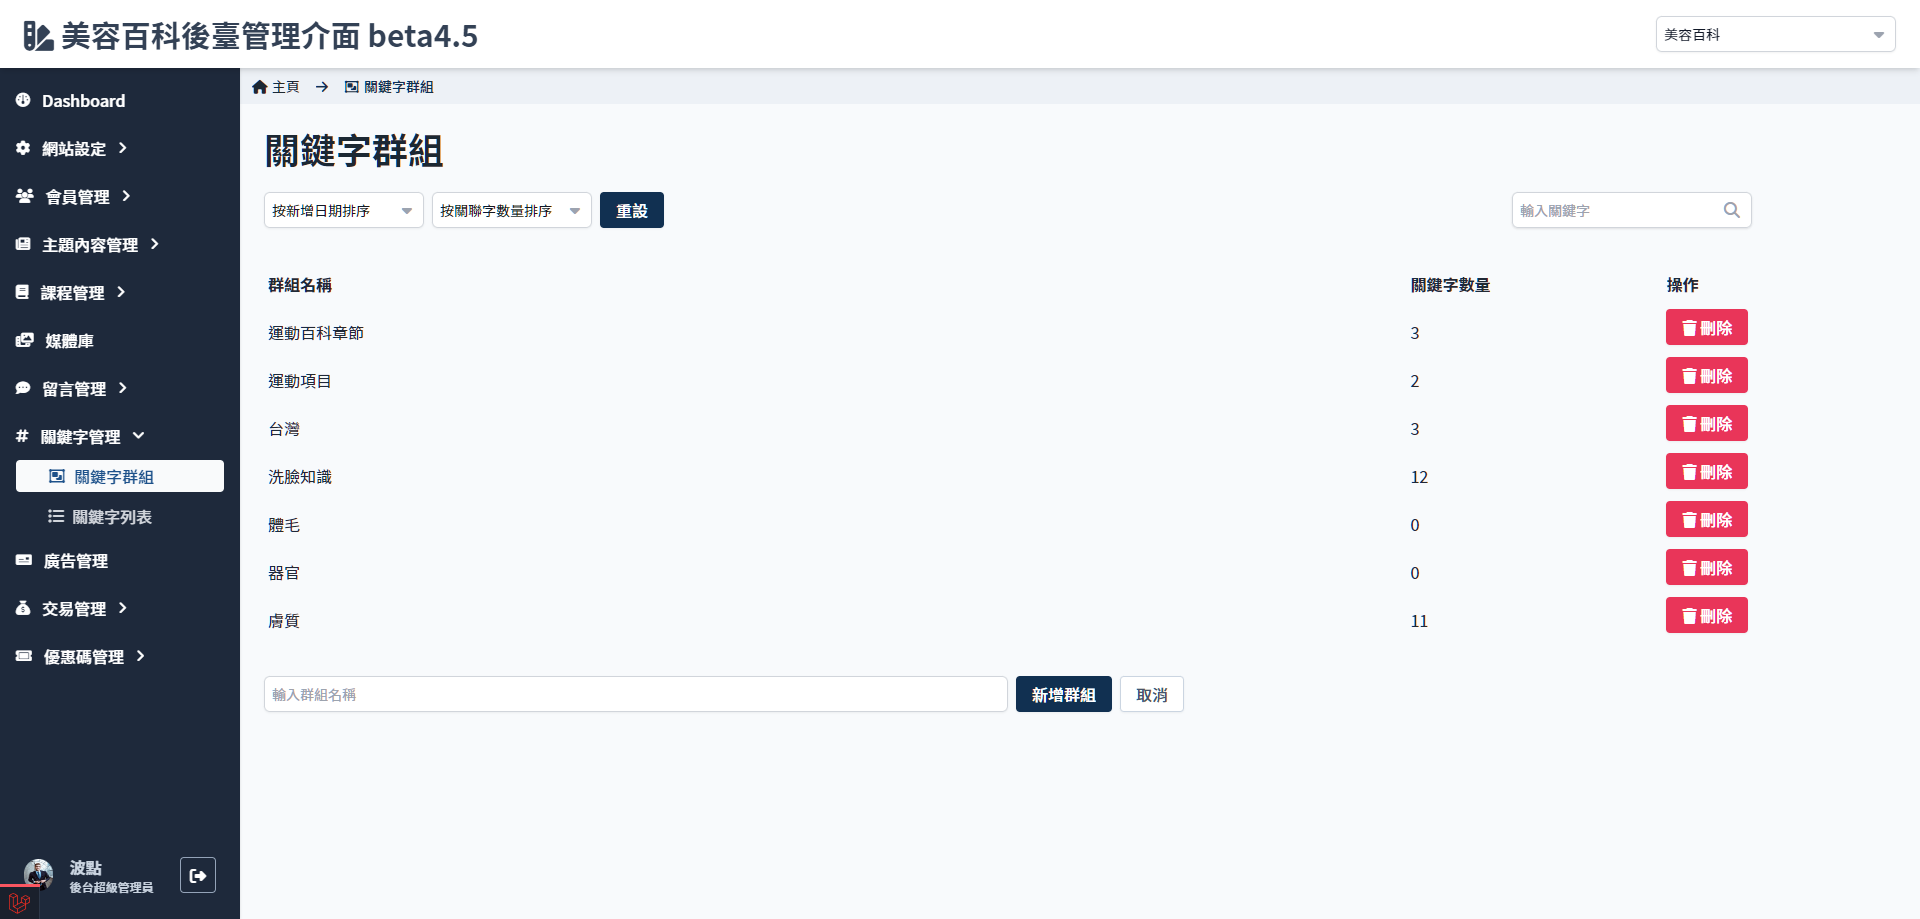 美容百科後臺管理介面 beta4.5
美容百科
Dashboard
網站設定
會員管理
主題內容管理
課程管理
媒體庫
留言管理
關鍵字管理
關鍵字群組
關鍵字列表
廣告管理
交易管理
優惠碼管理
波點
後台超級管理員
主頁 → 關鍵字群組
關鍵字群組
按新增日期排序 按關聯字數量排序 重設 輸入關鍵字
群組名稱 關鍵字數量 操作
運動百科章節 3 刪除
運動項目 2 刪除
台灣 3 刪除
洗臉知識 12 刪除
體毛 0 刪除
器官 0 刪除
膚質 11 刪除
輸入群組名稱 新增群組 取消